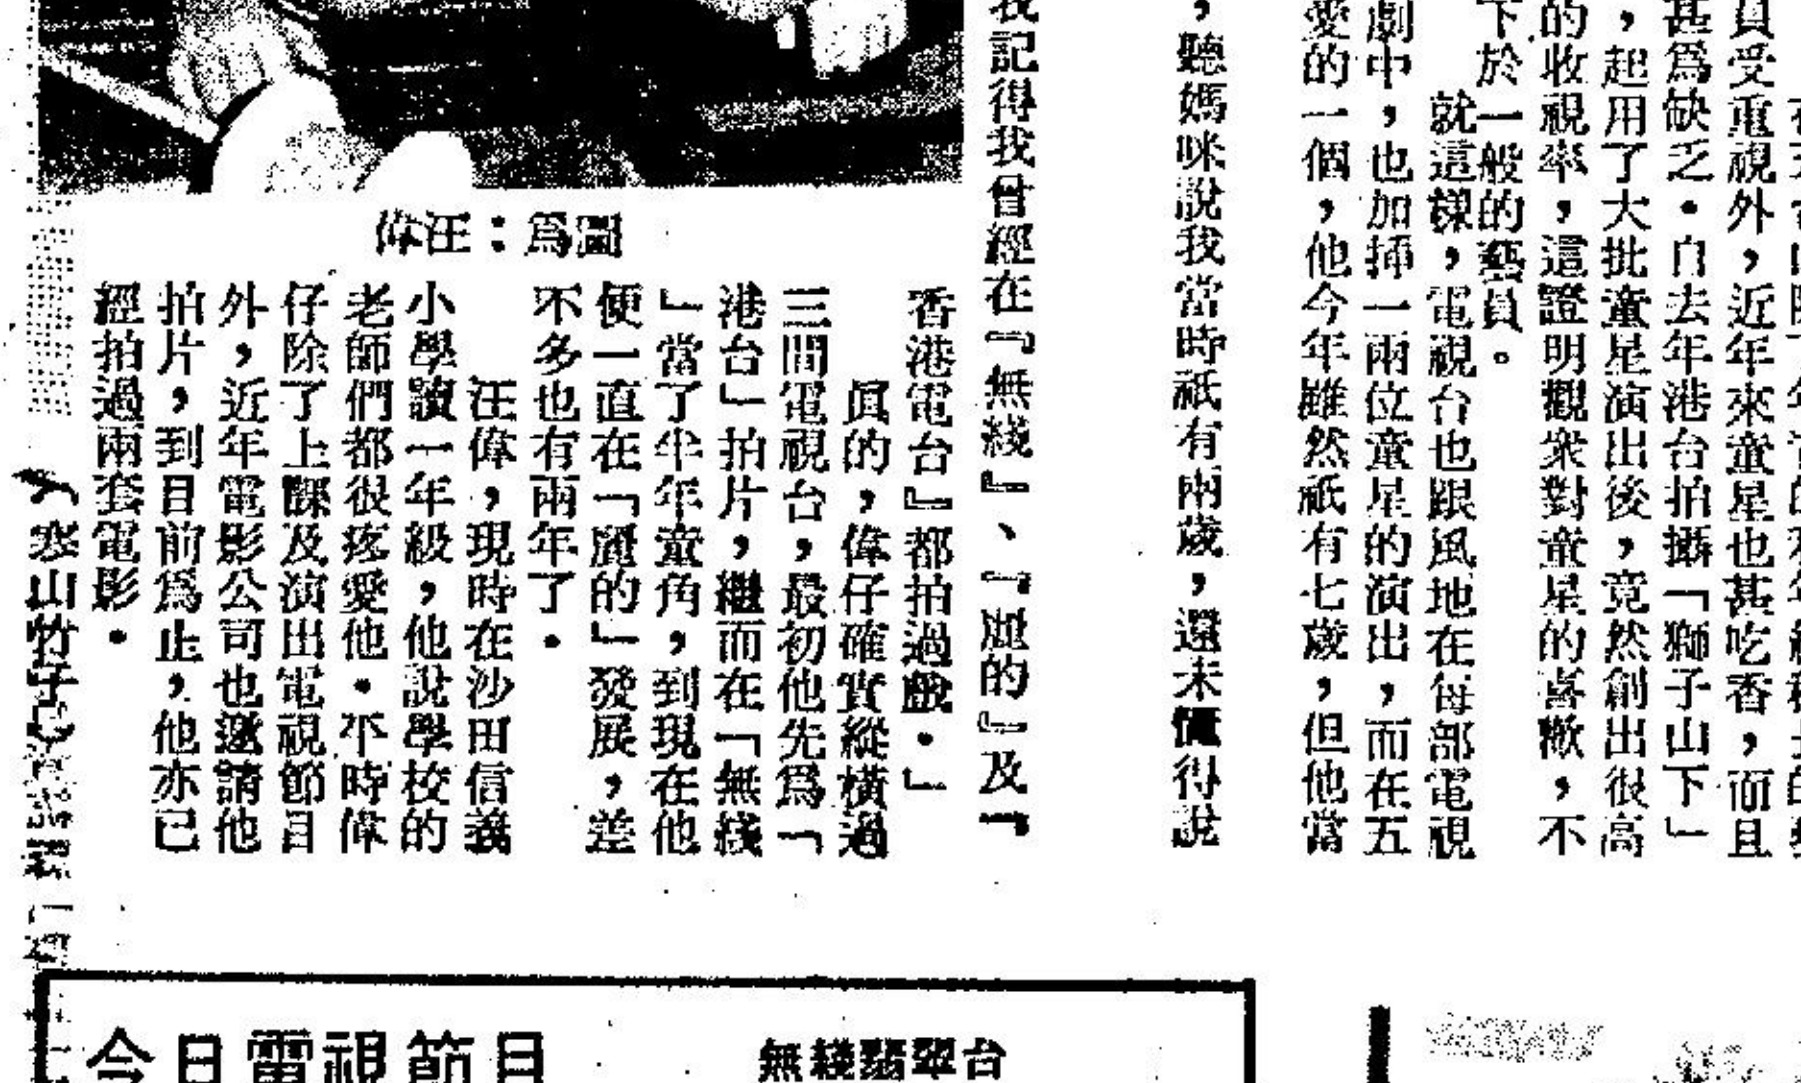 員受重視外，近年來童星也甚吃香，而且
甚爲缺乏．自去年港台拍攝「獅子山下」
，起用了大批童星演出後，竟然創出很高
的收視率，這證明觀衆對童星的喜歡，不
下於一般的藝員。
就這樣，電視台也跟風地在每部電視
劇中，也加揷一兩位童星的演出，而在五
愛的一個，他今年雖然祇有七歲，但他當
，聽媽咪說我當時祇有兩歲，還未懂得說
我記得我曾經在『無綫』、『麗的』及『
香港電台』都拍過戲．」
眞的，偉仔確實縱橫過
三間電視台，最初他先爲「
港台」拍片，繼而在「無綫
」當了半年童角，到現在他
便一直在「麗的」發展，差
不多也有兩年了．
汪偉，現時在沙田信義
小學讀一年級，他說學校的
老師們都很疼愛他．不時偉
仔除了上課及演出電視節目
外，近年電影公司也邀請他
拍片，到目前爲止，他亦已
經拍過兩套電影．
圖爲：汪偉
寒山竹子
今日電視節目
無綫翡翠台